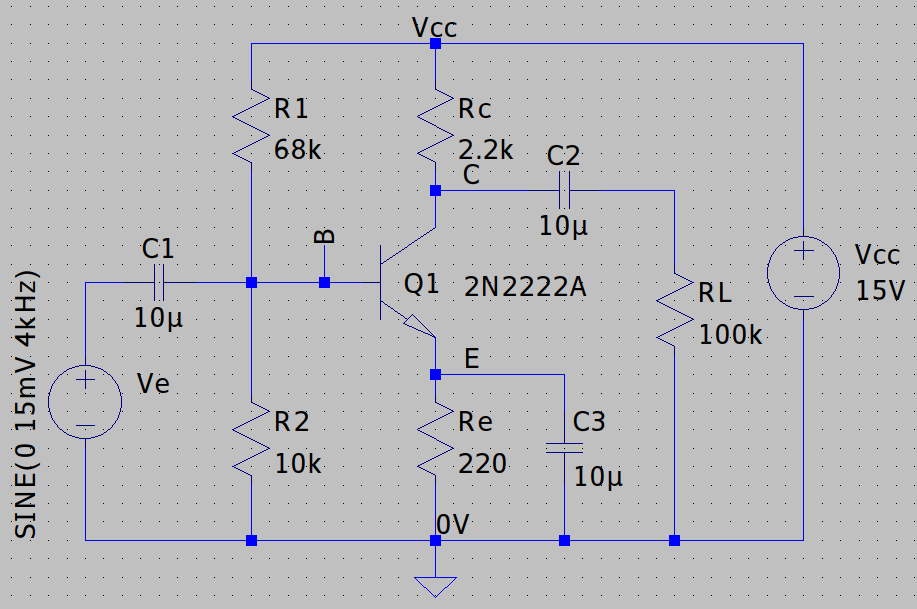 Vcc
R1
68k
Rc
2.2k
C
C2
10µ
B
C1
10µ
Q1
2N2222A
Vcc
15V
RL
100k
SINE(0 15mV 4kHz)
Ve
E
R2
10k
Re
220
C3
10µ
0V